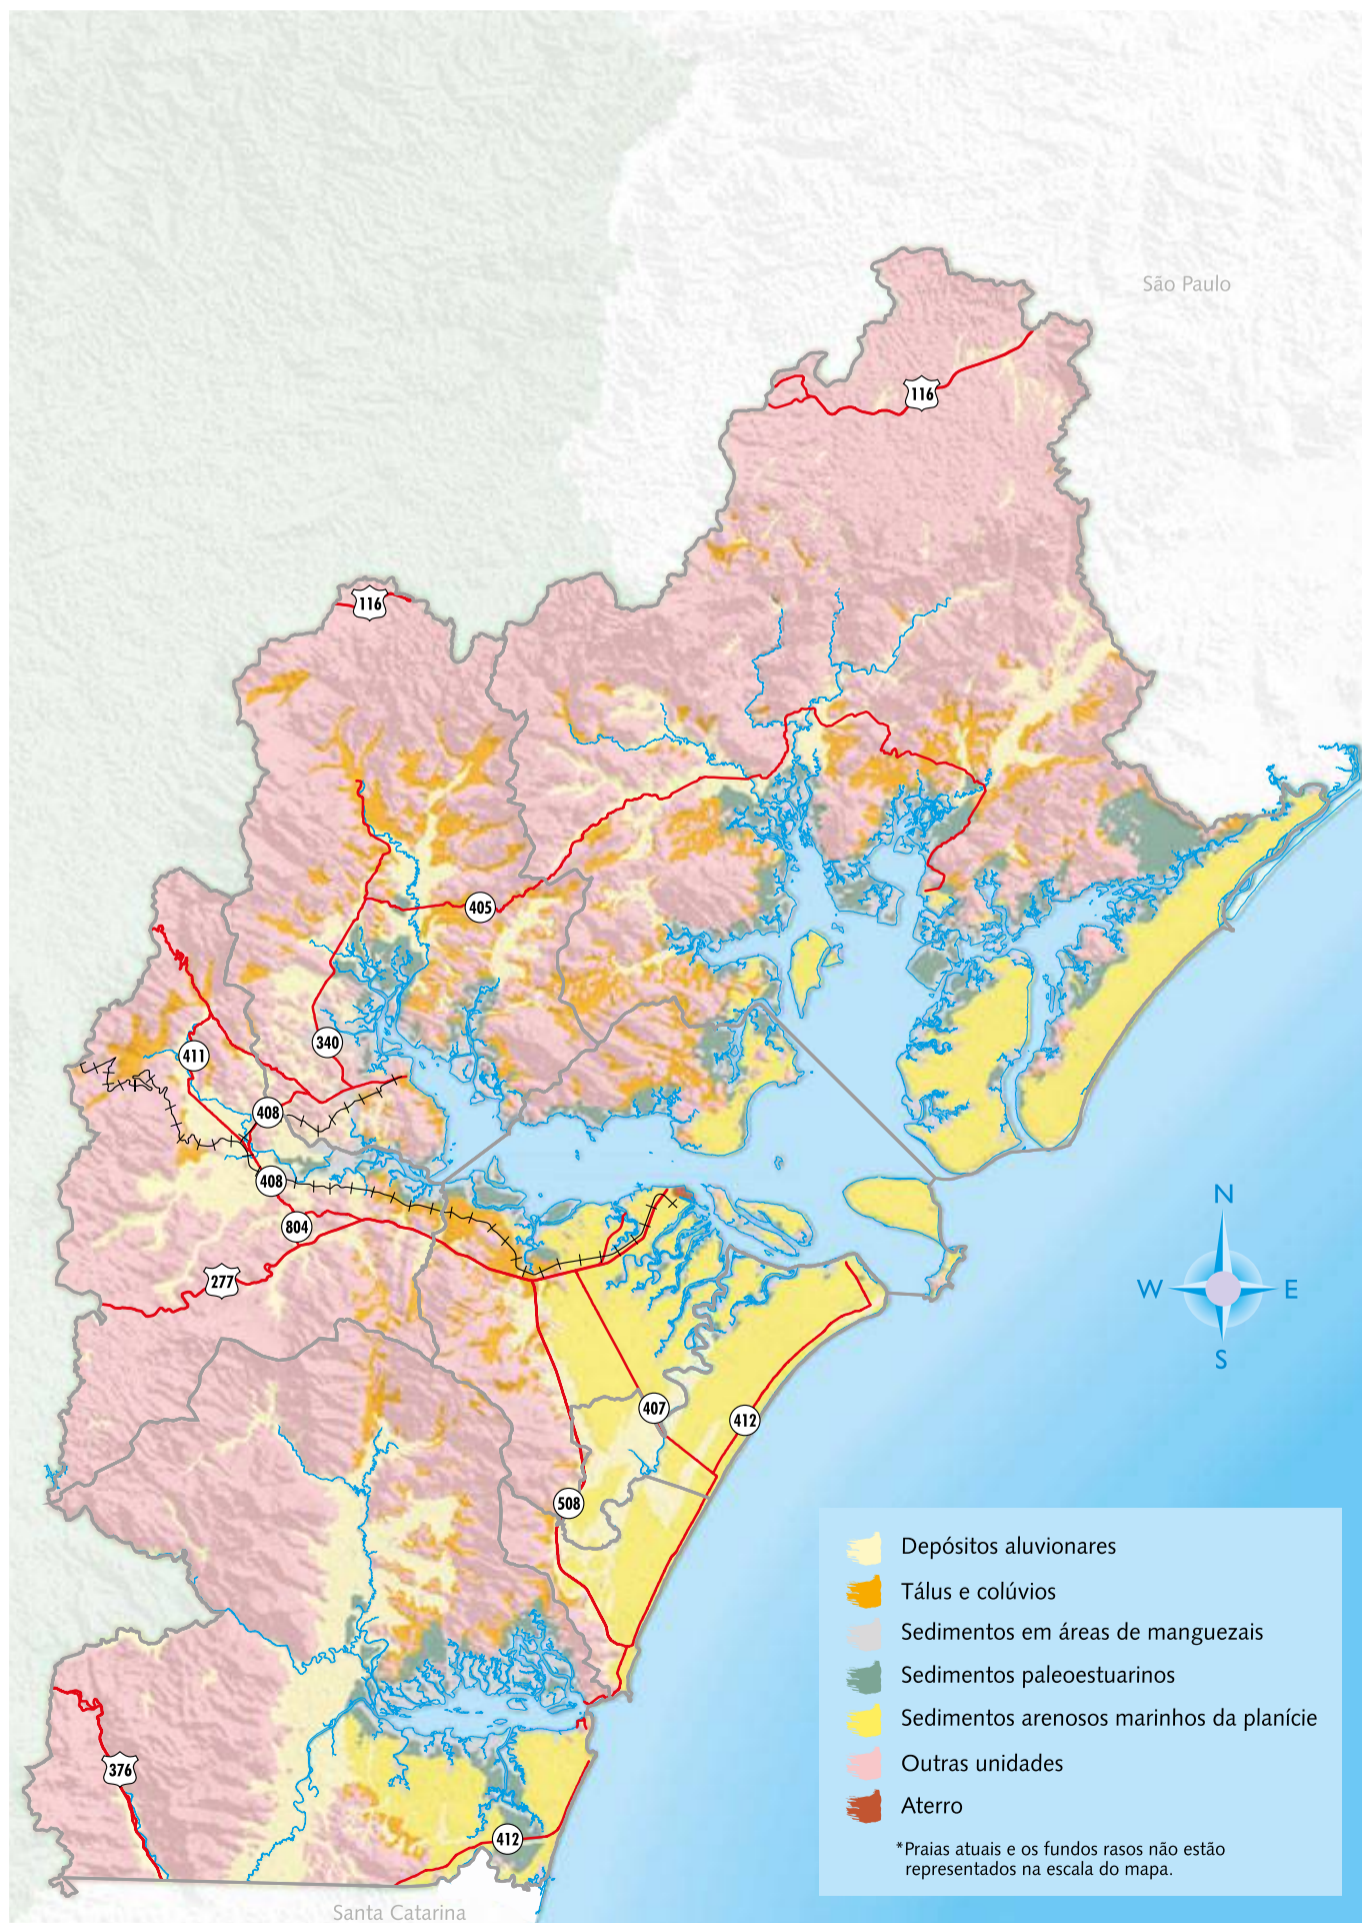 São Paulo
116
116
405
340
411
408
408
804
277
407
412
508
376
412
Santa Catarina
N
W
E
S
Depósitos aluvionares
Tálus e colúvios
Sedimentos em áreas de manguezais
Sedimentos paleoestuarinos
Sedimentos arenosos marinhos da planície
Outras unidades
Aterro
*Praias atuais e os fundos rasos não estão
representados na escala do mapa.